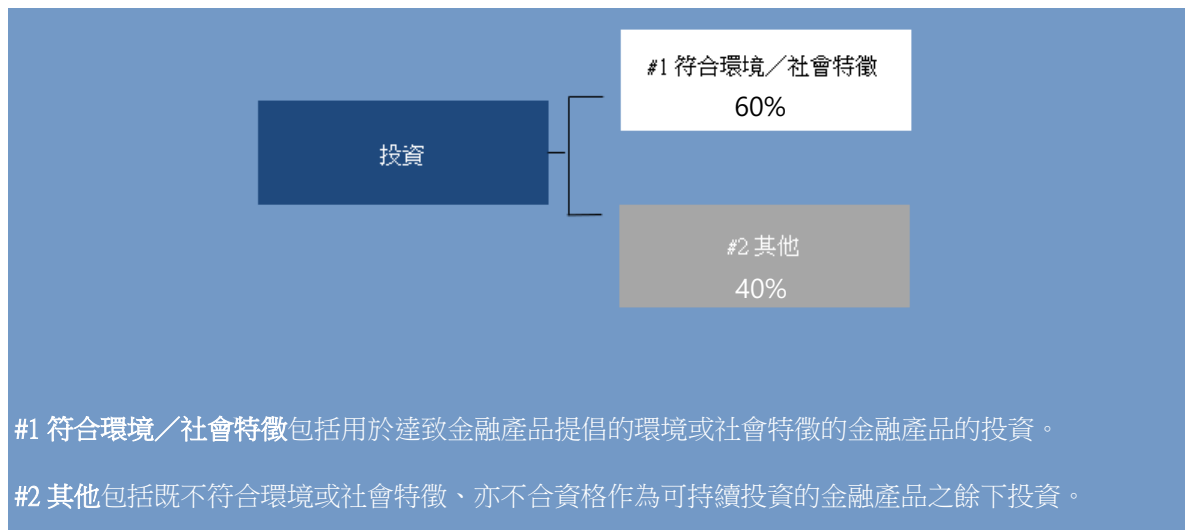 #1 符合環境／社會特徵
60%
投資
#2 其他
40%
#1 符合環境／社會特徵包括用於達致金融產品提倡的環境或社會特徵的金融產品的投資。
#2 其他包括既不符合環境或社會特徵、亦不合資格作為可持續投資的金融產品之餘下投資。